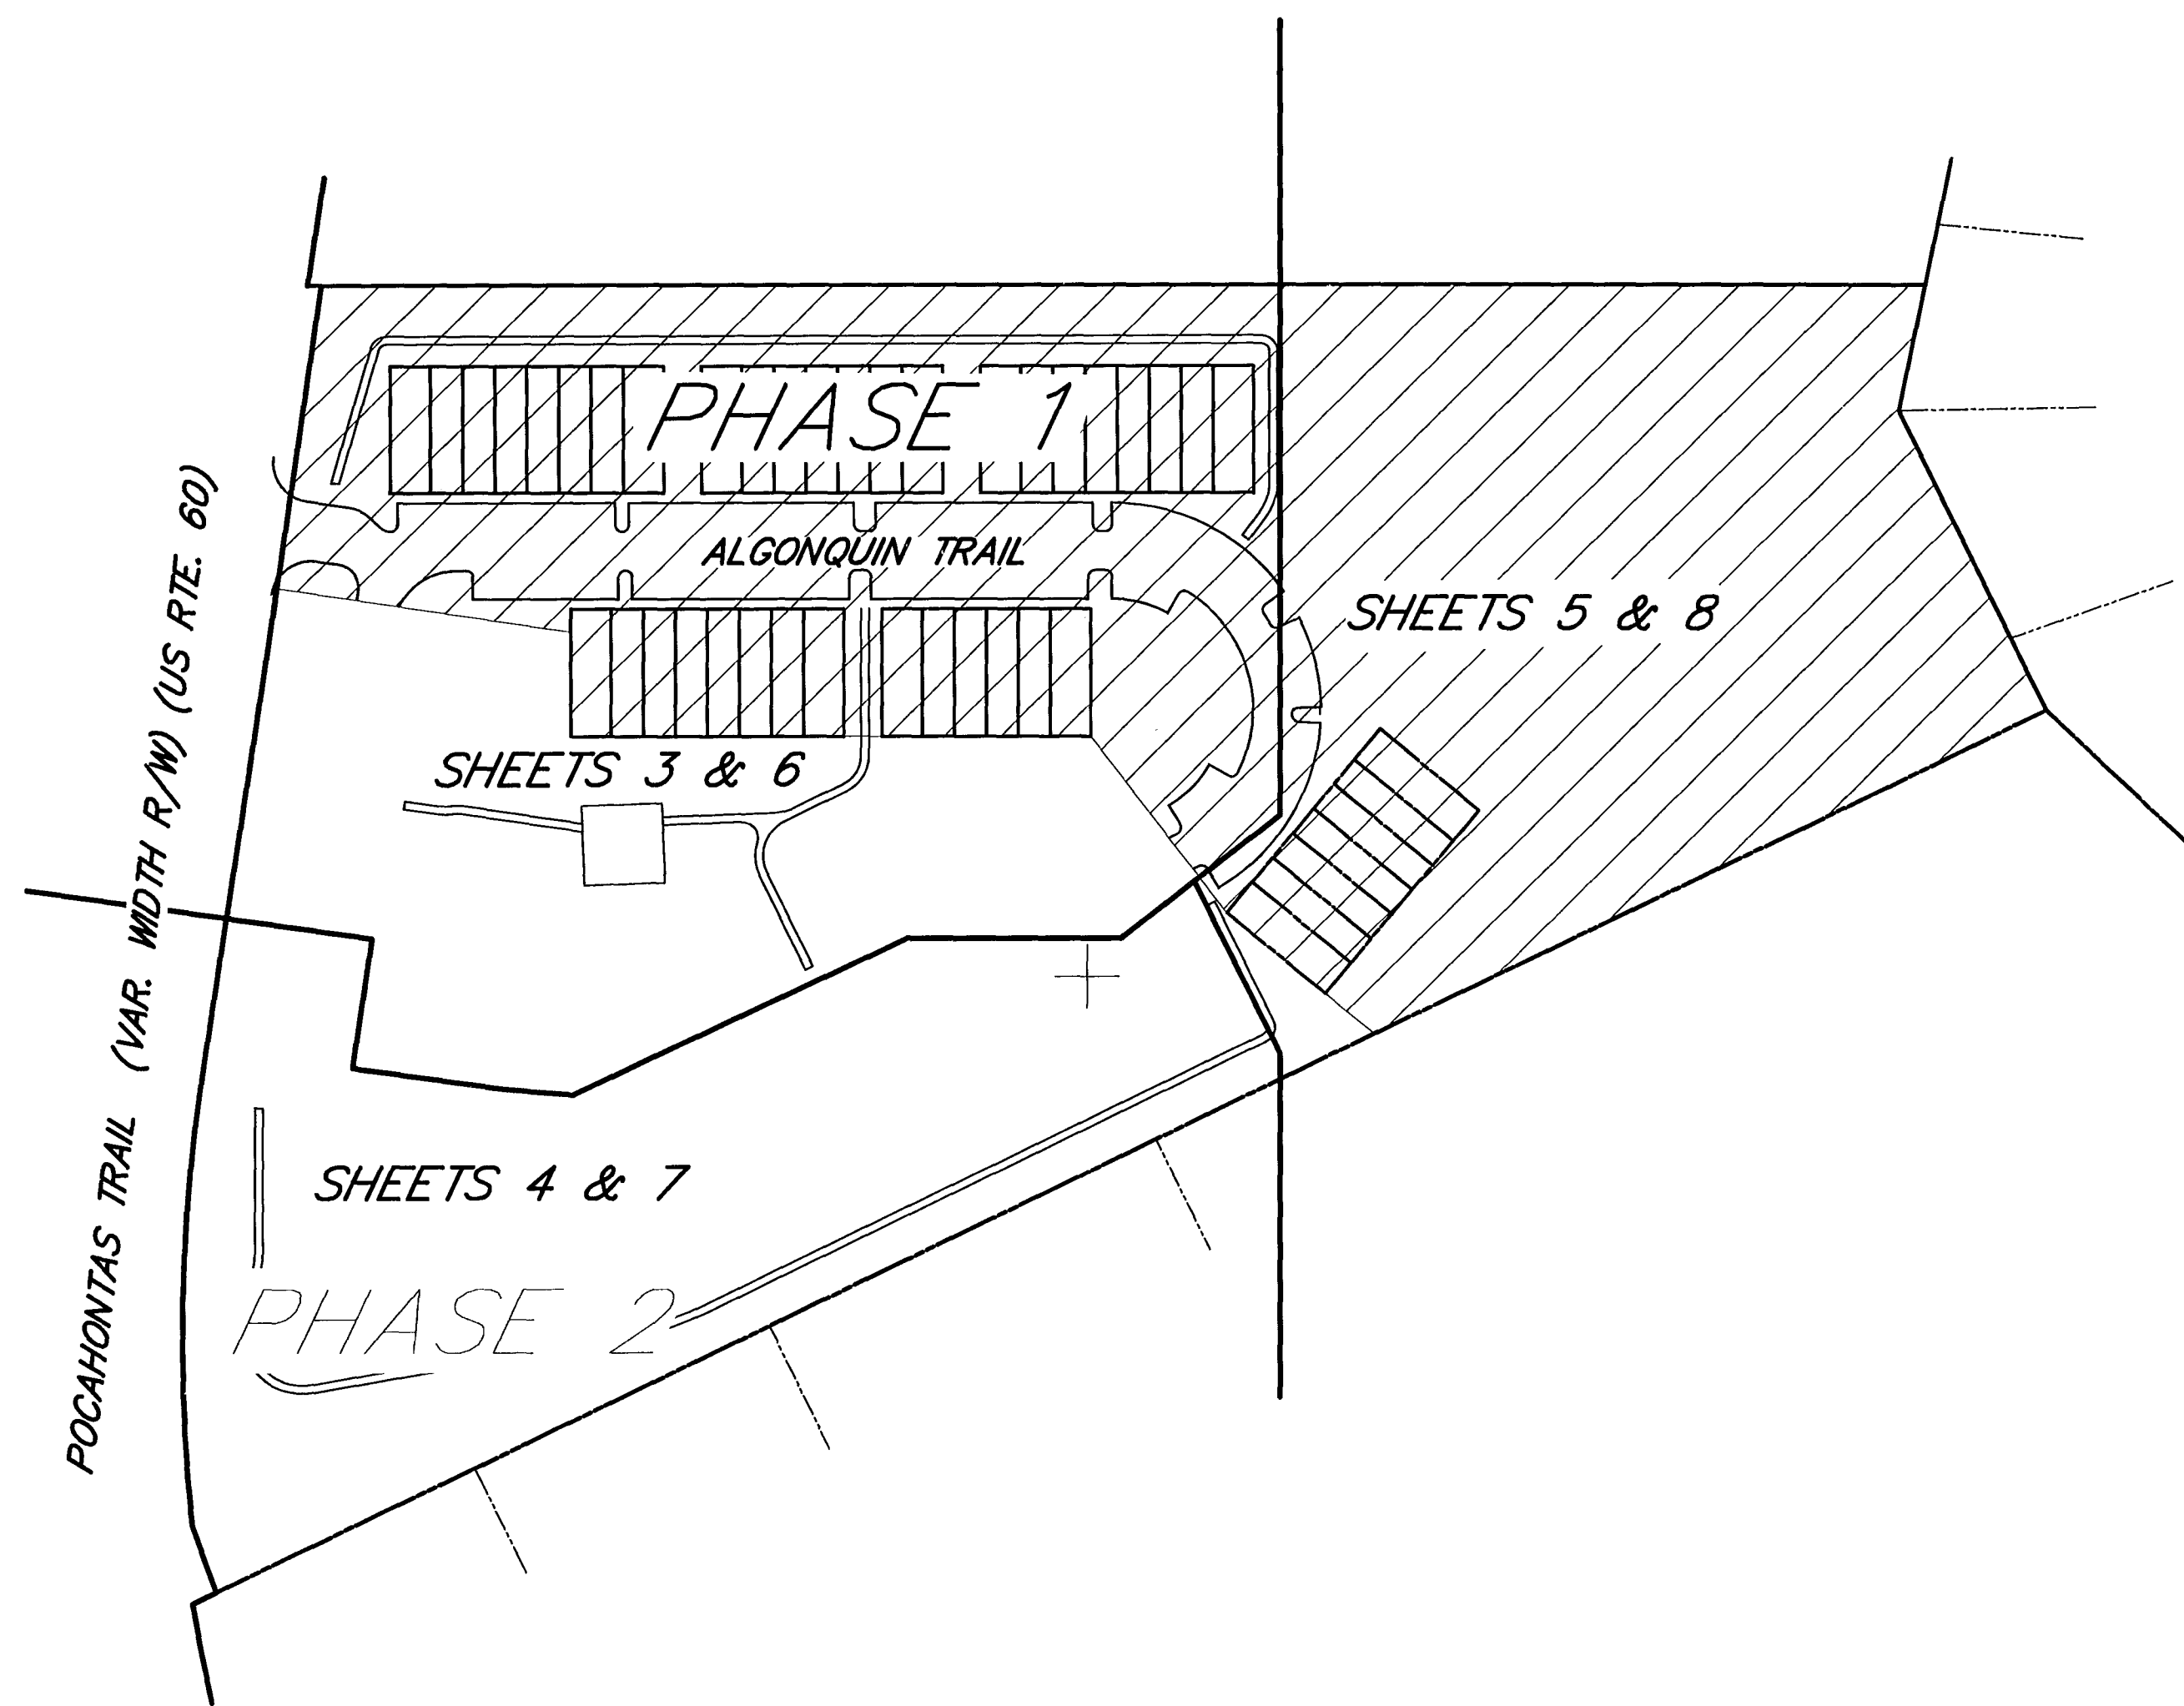 PHASE 1
ALGONQUIN TRAIL
SHEETS 5 & 8
SHEETS 3 & 6
POCAHONTAS TRAIL (VAR. WIDTH R/W) (US RTE. 60)
SHEETS 4 & 7
PHASE 2